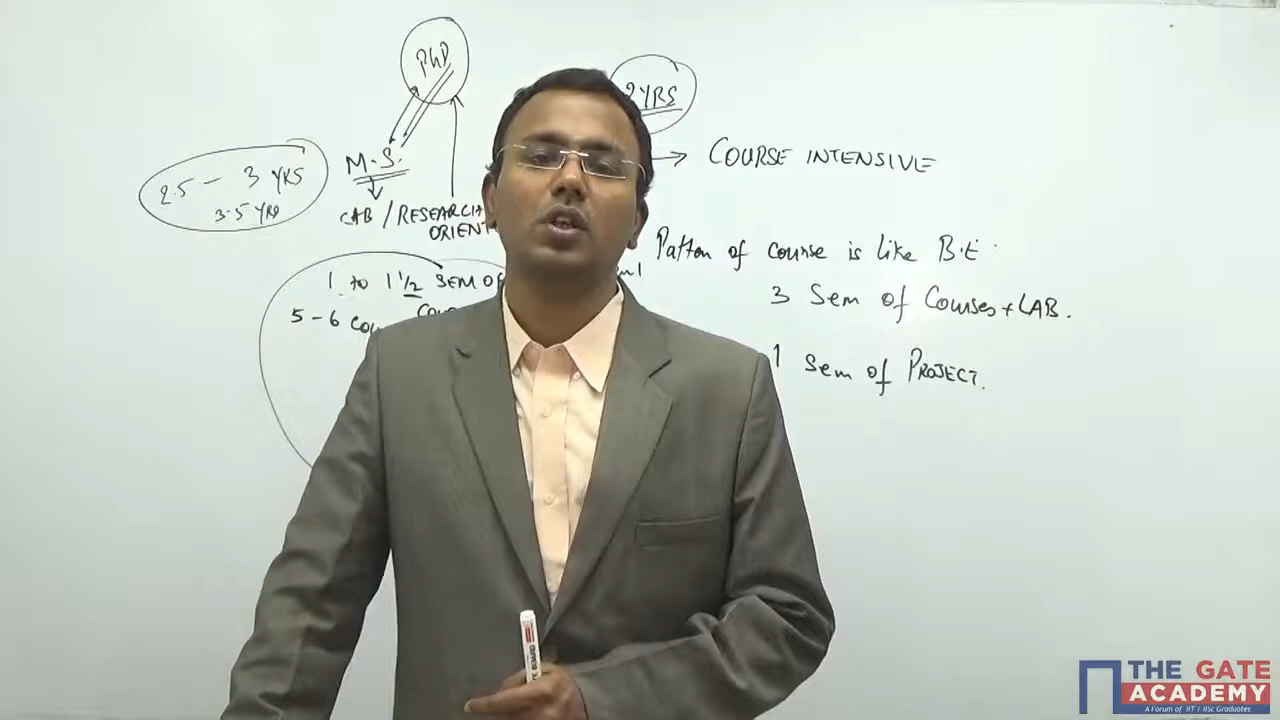 PhD
2 YRS
M.S.
2.5 - 3 YRS
3.5 YRS
LAB / RESEARCH
ORIENT
COURSE INTENSIVE
1 to 1 1/2 SEM OF
5-6 COU
Pattern of course is like B.E.
3 Sem of Courses + LAB.
1 Sem of PROJECT.
THE GATE
ACADEMY
A Forum of IIT / IISc Graduates